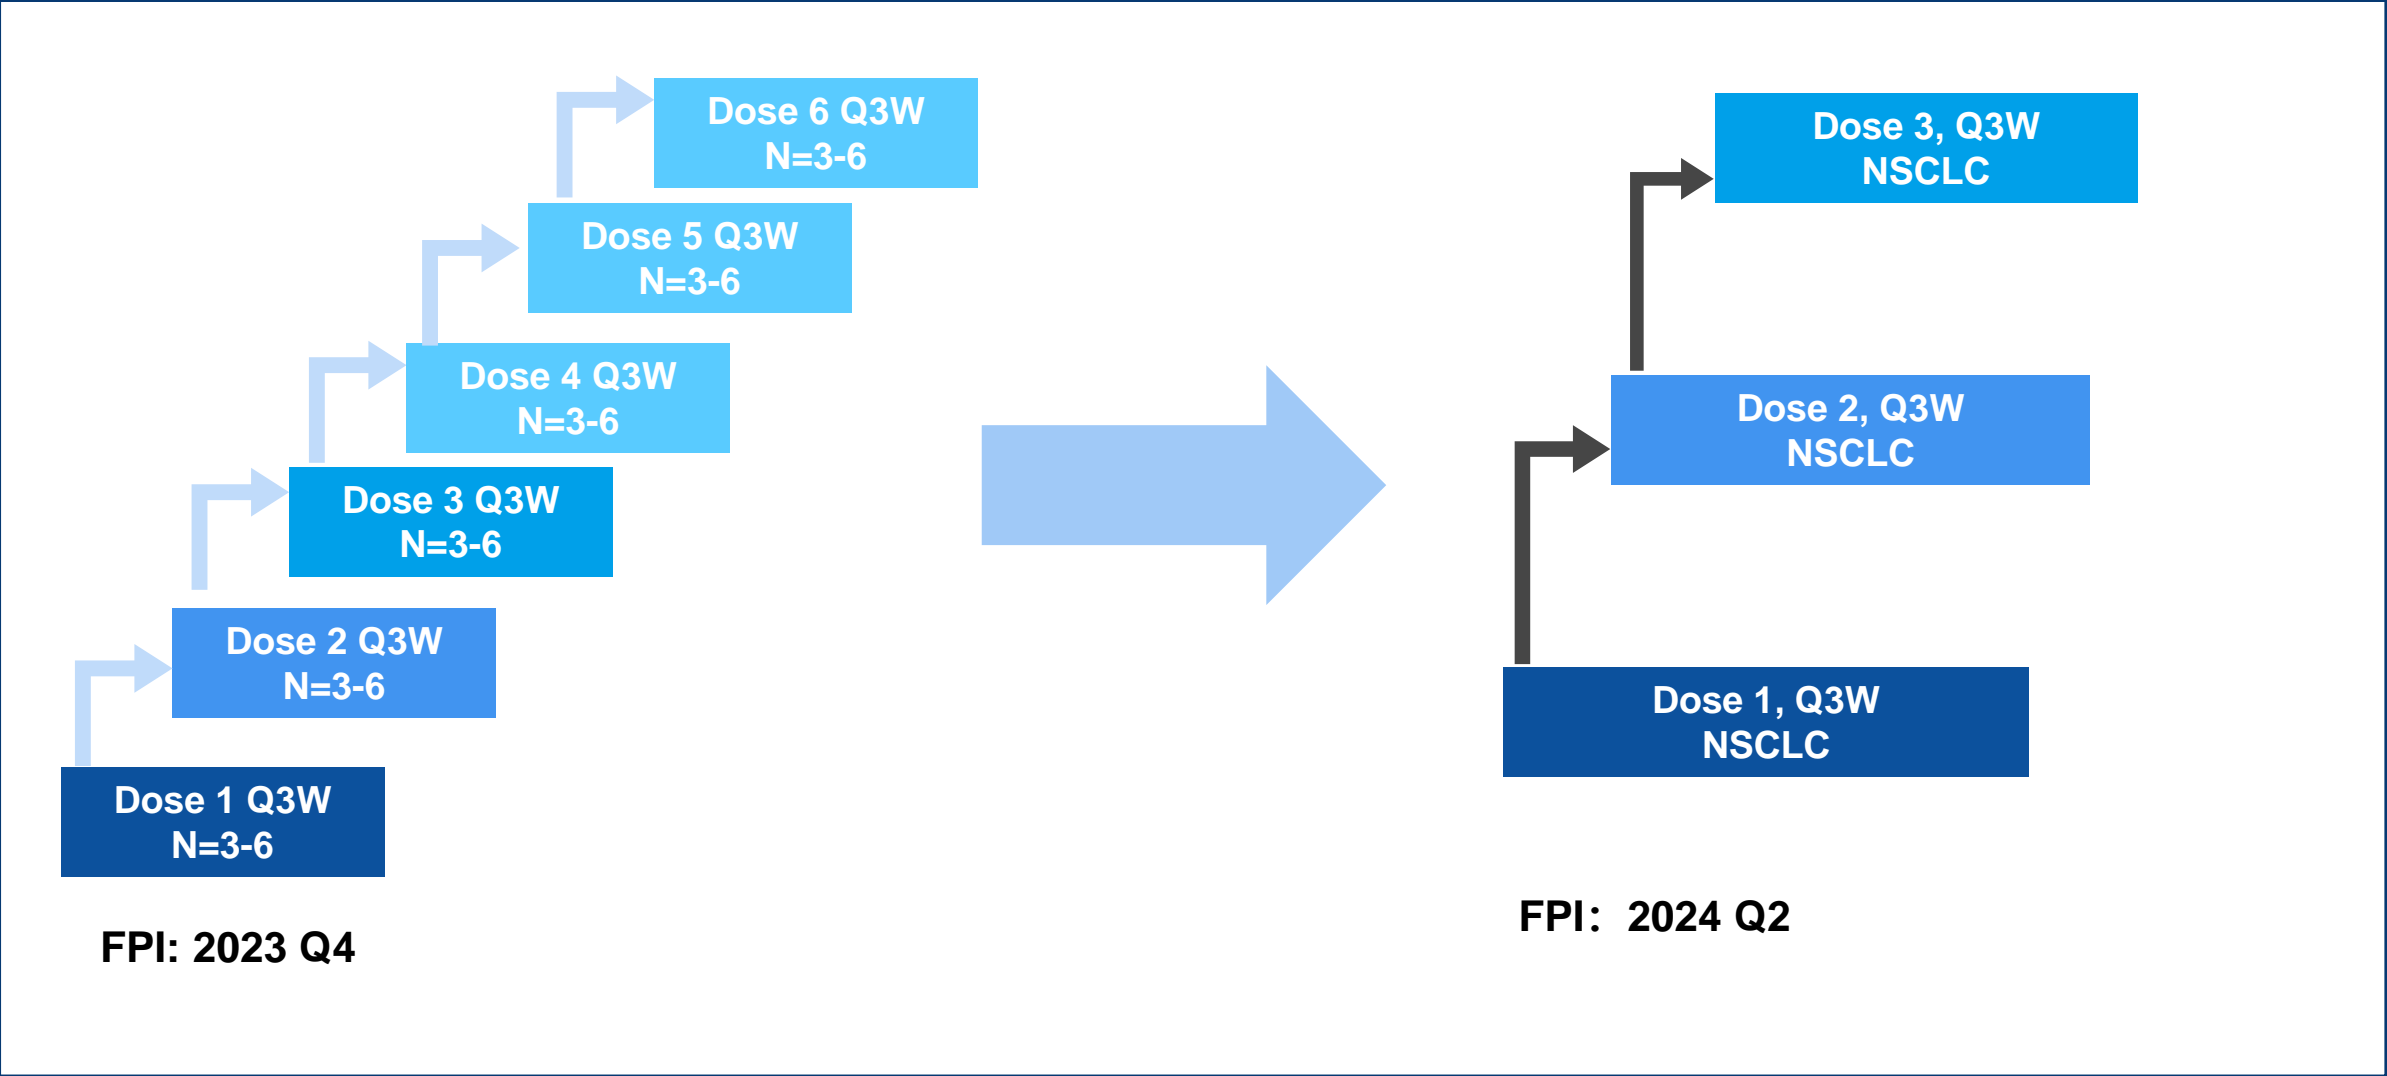 Dose 6 Q3W
N=3-6
Dose 5 Q3W
N=3-6
Dose 4 Q3W
N=3-6
Dose 3 Q3W
N=3-6
Dose 2 Q3W
N=3-6
Dose 1 Q3W
N=3-6
FPI: 2023 Q4
Dose 3, Q3W
NSCLC
Dose 2, Q3W
NSCLC
Dose 1, Q3W
NSCLC
FPI： 2024 Q2